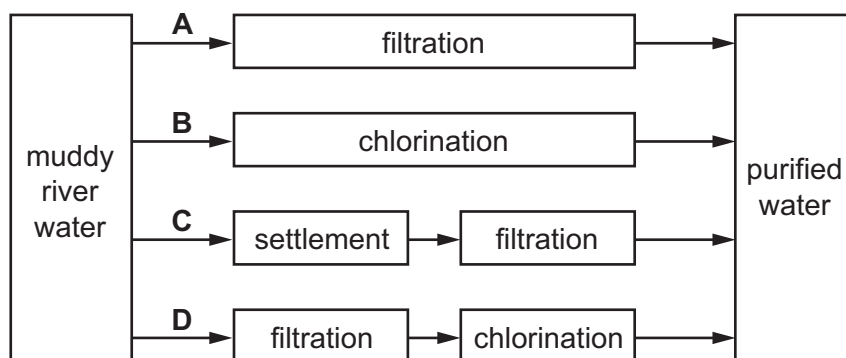 A
filtration
B
chlorination
muddy
river
water
purified
water
C
settlement
filtration
D
filtration
chlorination